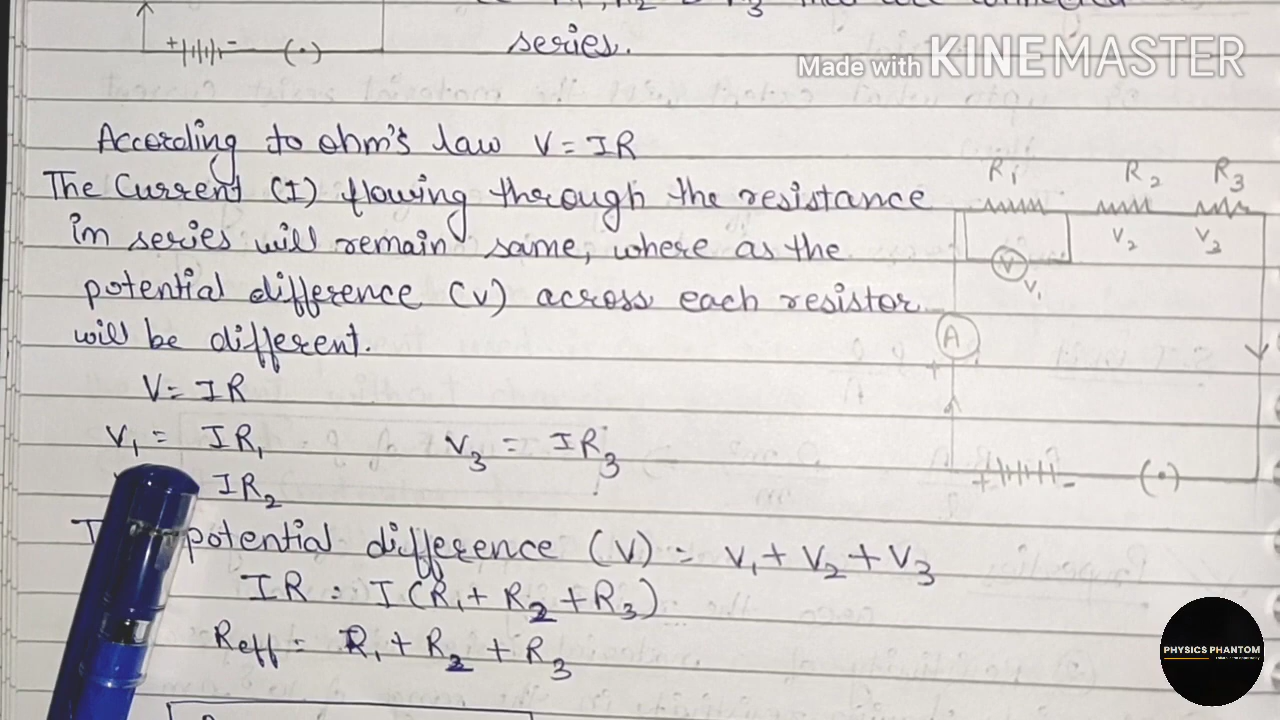 series.
Made with KINEMASTER
According to ohm's law V = IR
The Current (I) flowing through the resistance
in series will remain same, where as the
potential difference (V) across each resistor
will be different.
V = IR
V₁ = IR₁ V₃ = IR₃
IR₂
potential difference (V) = V₁ + V₂ + V₃
IR = I(R₁ + R₂ + R₃)
Reff = R₁ + R₂ + R₃
R₁ R₂ R₃
V₂ V₃
V
V₁
A
+
+ -
+ -
PHYSICS PHANTOM